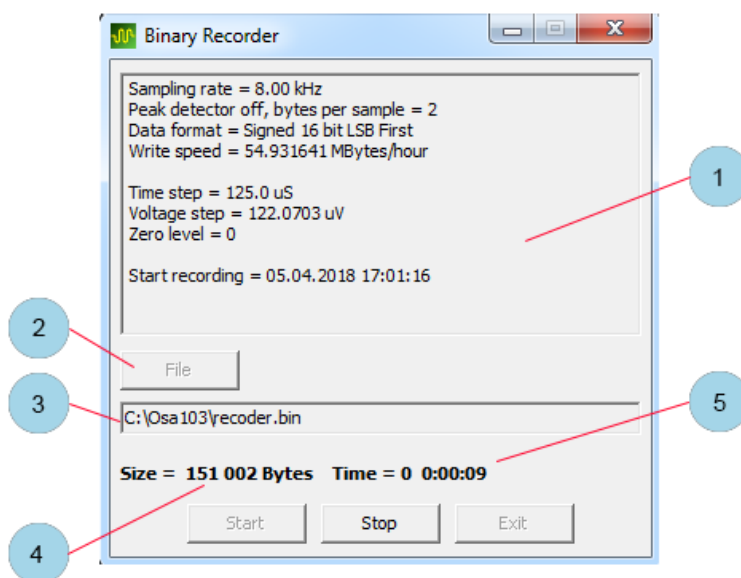 Binary Recorder
Sampling rate = 8.00 kHz
Peak detector off, bytes per sample = 2
Data format = Signed 16 bit LSB First
Write speed = 54.931641 MBytes/hour
Time step = 125.0 uS
Voltage step = 122.0703 uV
Zero level = 0
Start recording = 05.04.2018 17:01:16
1
2
File
3
C:\Osa103\recoder.bin
5
Size = 151 002 Bytes Time = 0 0:00:09
4
Start Stop Exit